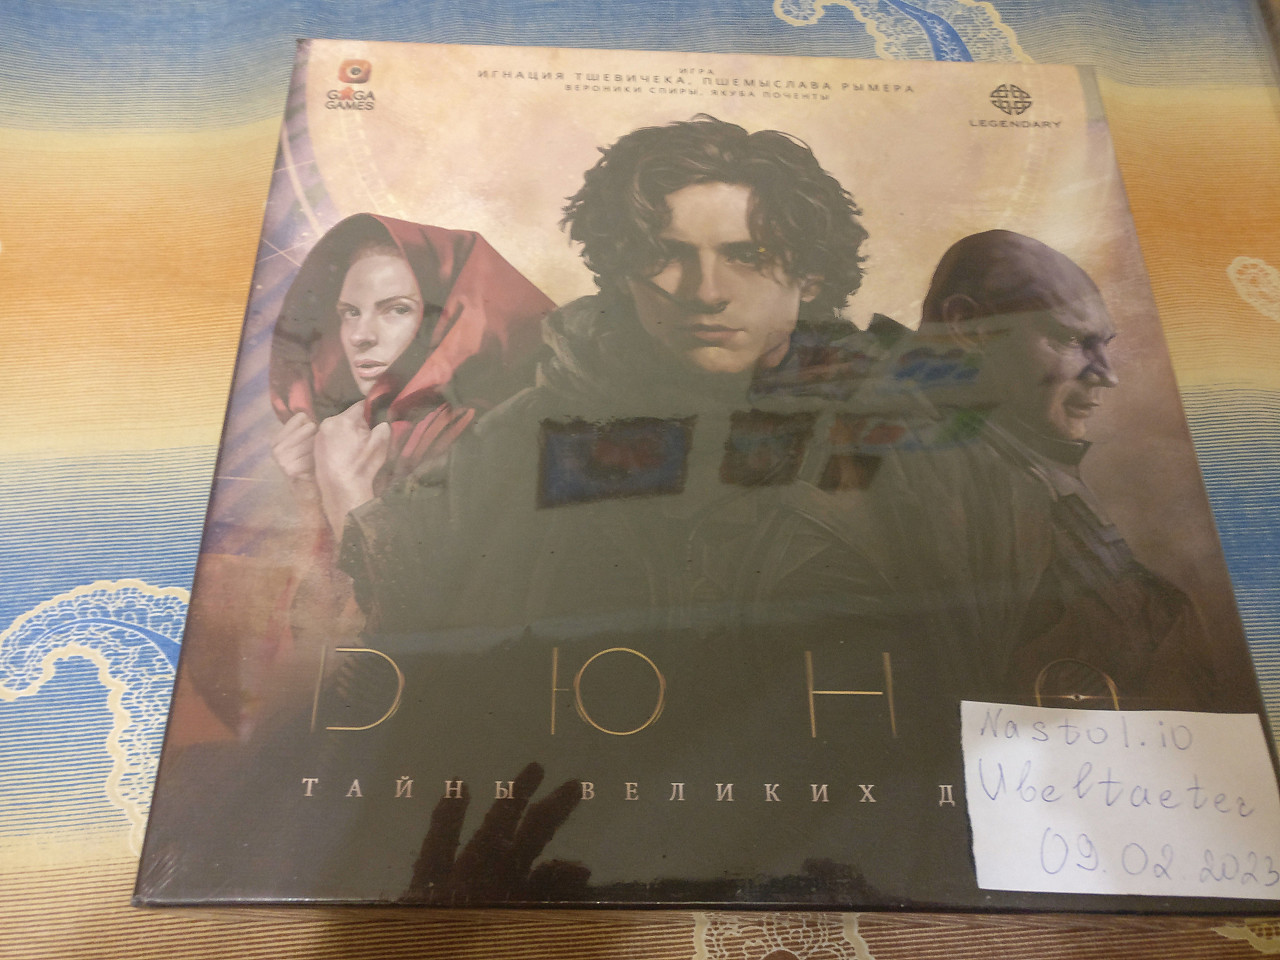 GAGA
GAMES
ИГРА
ИГНАЦИЯ ТШЕВИЧЕКА, ПШЕМЫСЛАВА РЫМЕРА
ВЕРОНИКИ СПИРЫ, ЯКУБА ПОЧЕНТЫ
LEGENDARY
ДЮНА
ТАЙНЫ ВЕЛИКИХ Д
Nastol.io
Ubeltaeter
09.02.2023